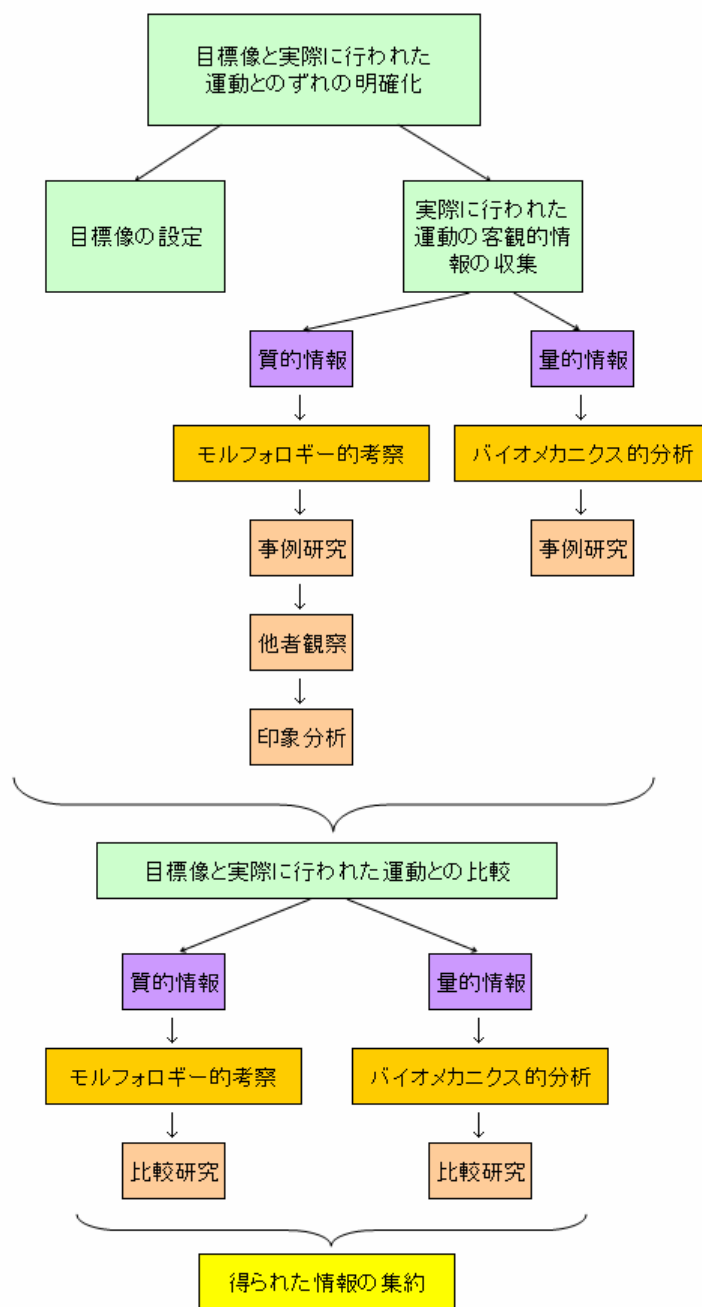 目標像と実際に行われた
運動とのずれの明確化
目標像の設定
実際に行われた
運動の客観的情
報の収集
質的情報
量的情報
モルフォロギー的考察
バイオメカニクス的分析
事例研究
事例研究
他者観察
印象分析
目標像と実際に行われた運動との比較
質的情報
量的情報
モルフォロギー的考察
バイオメカニクス的分析
比較研究
比較研究
得られた情報の集約